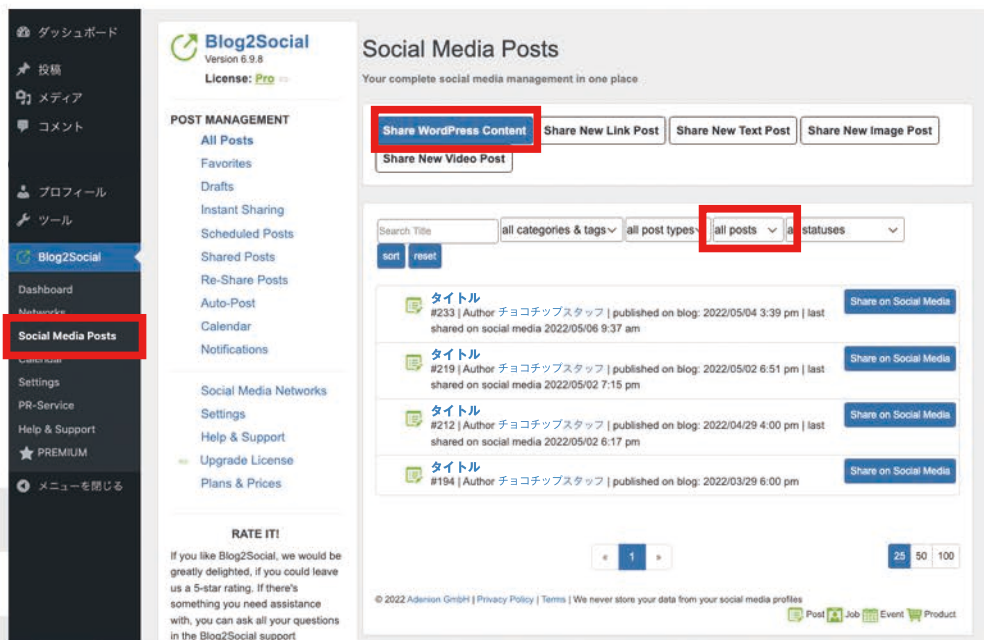 ダッシュボード
投稿
メディア
コメント
プロフィール
ツール
Blog2Social
Dashboard
Networks
Social Media Posts
Calendar
Settings
PR-Service
Help & Support
PREMIUM
メニューを閉じる
Blog2Social
Version 6.9.8
License: Pro
POST MANAGEMENT
All Posts
Favorites
Drafts
Instant Sharing
Scheduled Posts
Shared Posts
Re-Share Posts
Auto-Post
Calendar
Notifications
Social Media Networks
Settings
Help & Support
Upgrade License
Plans & Prices
RATE IT!
If you like Blog2Social, we would be
greatly delighted, if you could leave
us a 5-star rating. If there's
something you need assistance
with, you can ask all your questions
in the Blog2Social support
Social Media Posts
Your complete social media management in one place
Share WordPress Content Share New Link Post Share New Text Post Share New Image Post
Share New Video Post
Search Title all categories & tags all post types all posts statuses
sort reset
タイトル Share on Social Media
#233 | Author チョコチップスタッフ | published on blog: 2022/05/04 3:39 pm | last
shared on social media 2022/05/06 9:37 am
タイトル Share on Social Media
#219 | Author チョコチップスタッフ | published on blog: 2022/05/02 6:51 pm | last
shared on social media 2022/05/02 7:15 pm
タイトル Share on Social Media
#212 | Author チョコチップスタッフ | published on blog: 2022/04/29 4:00 pm | last
shared on social media 2022/05/02 6:17 pm
タイトル Share on Social Media
#194 | Author チョコチップスタッフ | published on blog: 2022/03/29 6:00 pm
« 1 » 25 50 100
© 2022 Adenion GmbH | Privacy Policy | Terms | We never store your data from your social media profiles
Post Job Event Product